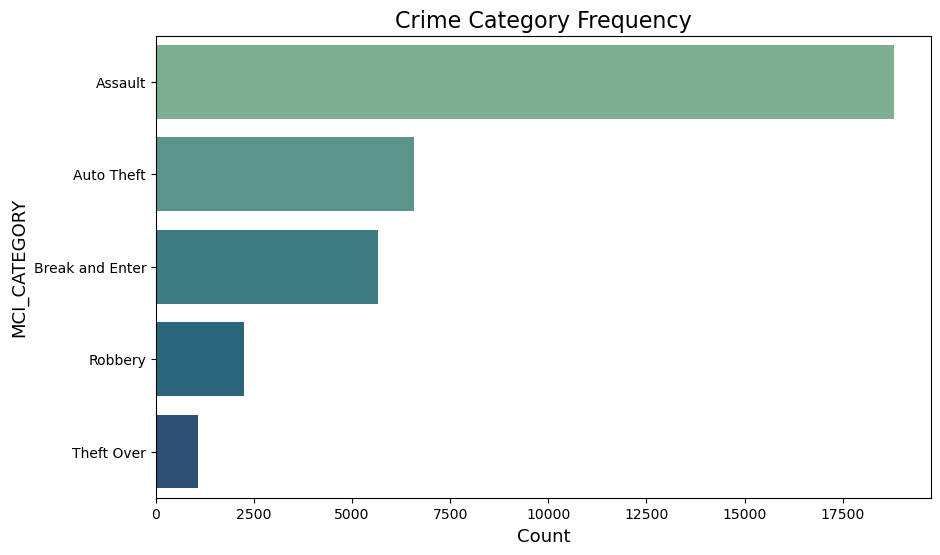 Crime Category Frequency
MCI_CATEGORY
Assault
Auto Theft
Break and Enter
Robbery
Theft Over
0 2500 5000 7500 10000 12500 15000 17500
Count